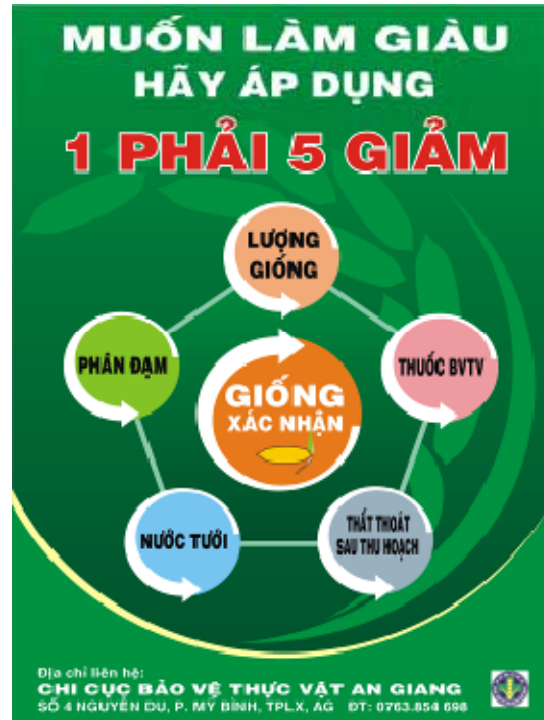 MUỐN LÀM GIÀU
HÃY ÁP DỤNG
1 PHẢI 5 GIẢM
LƯỢNG
GIỐNG
PHÂN ĐẠM
THUỐC BVTV
GIỐNG
XÁC NHẬN
NƯỚC TƯỚI
THẤT THOÁT
SAU THU HOẠCH
Địa chỉ liên hệ:
CHI CỤC BẢO VỆ THỰC VẬT AN GIANG
SỐ 4 NGUYỄN DU, P. MỸ BÌNH, TPLX, AG ĐT: 0763.854 698